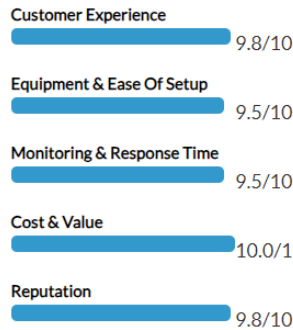 Customer Experience
9.8/10
Equipment & Ease Of Setup
9.5/10
Monitoring & Response Time
9.5/10
Cost & Value
10.0/1
Reputation
9.8/10